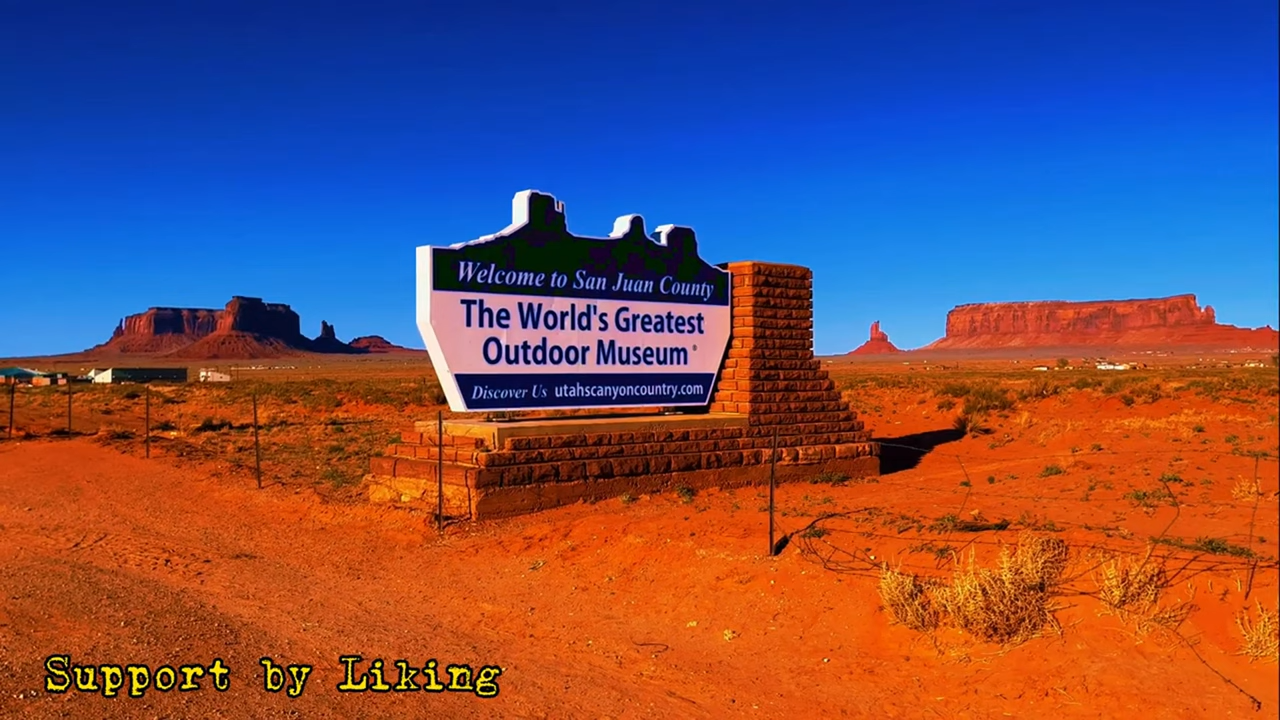 Welcome to San Juan County
The World's Greatest
Outdoor Museum®
Discover Us utahscanyoncountry.com
Support by Liking